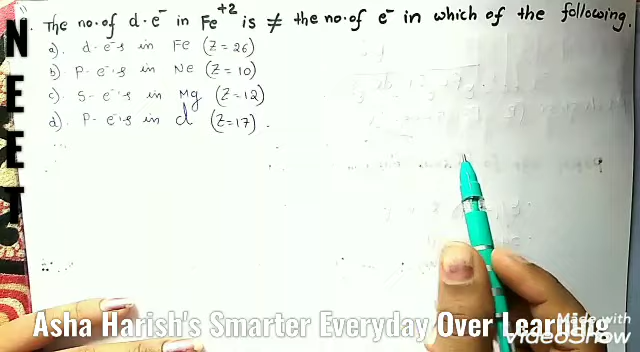 The no. of d-e⁻ in Fe⁺² is ≠ the no. of e⁻ in which of the following.
a). d-e⁻s in Fe (Z=26)
b). P-e⁻s in Ne (Z=10)
c). S-e⁻s in Mg (Z=12)
d). P-e⁻s in Cl (Z=17).
NEET
Asha Harish's Smarter Everyday Over Learning
Made with
VideoShow